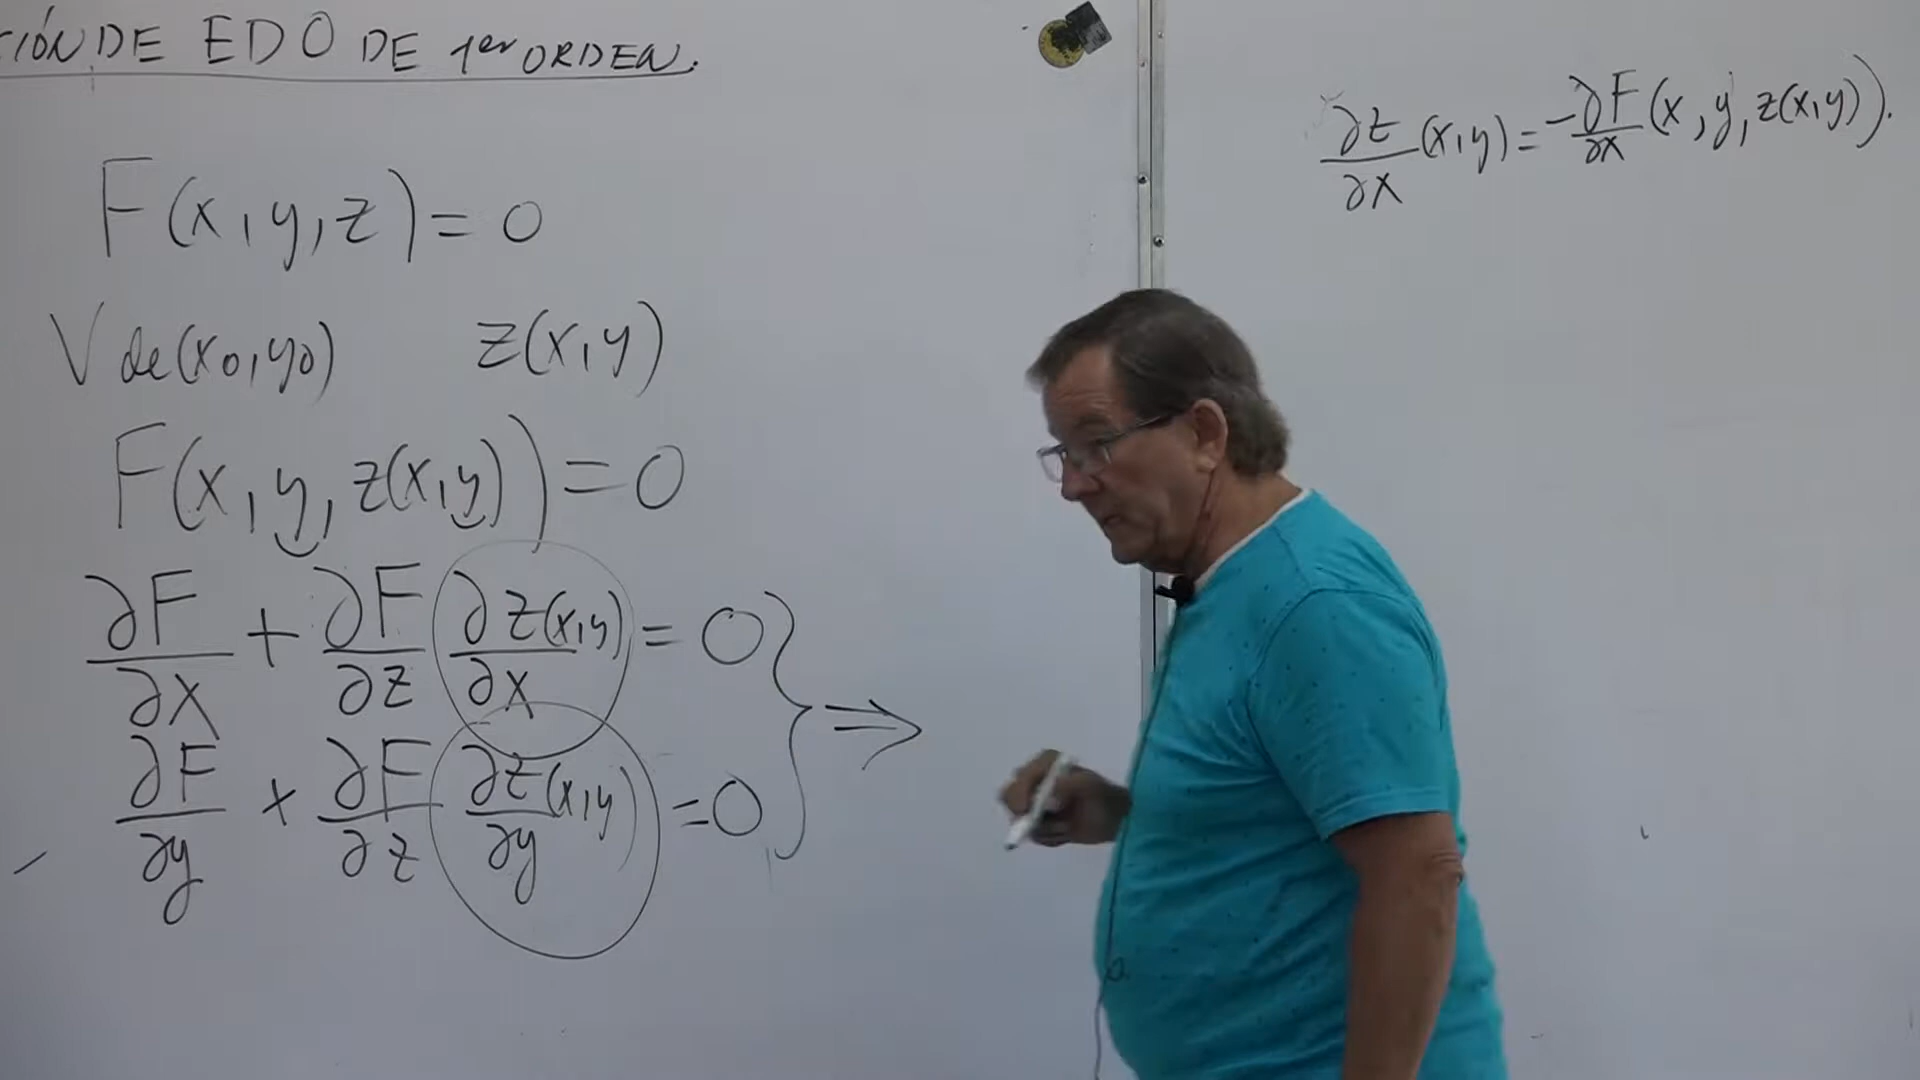 CIÓN DE EDO DE 1er ORDEN.
F(x, y, z) = 0
V de (x0, y0) z(x, y)
F(x, y, z(x, y)) = 0
∂F/∂x + ∂F/∂z ∂z(x,y)/∂x = 0
∂F/∂y + ∂F/∂z ∂z/∂y (x,y) = 0 } ⇒
∂z/∂x (x,y) = -∂F/∂x (x, y, z(x,y)).